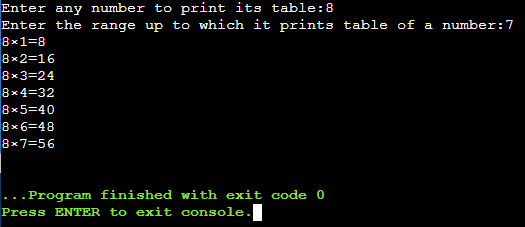 Enter any number to print its table:8
Enter the range up to which it prints table of a number:7
8*1=8
8*2=16
8*3=24
8*4=32
8*5=40
8*6=48
8*7=56
...Program finished with exit code 0
Press ENTER to exit console.